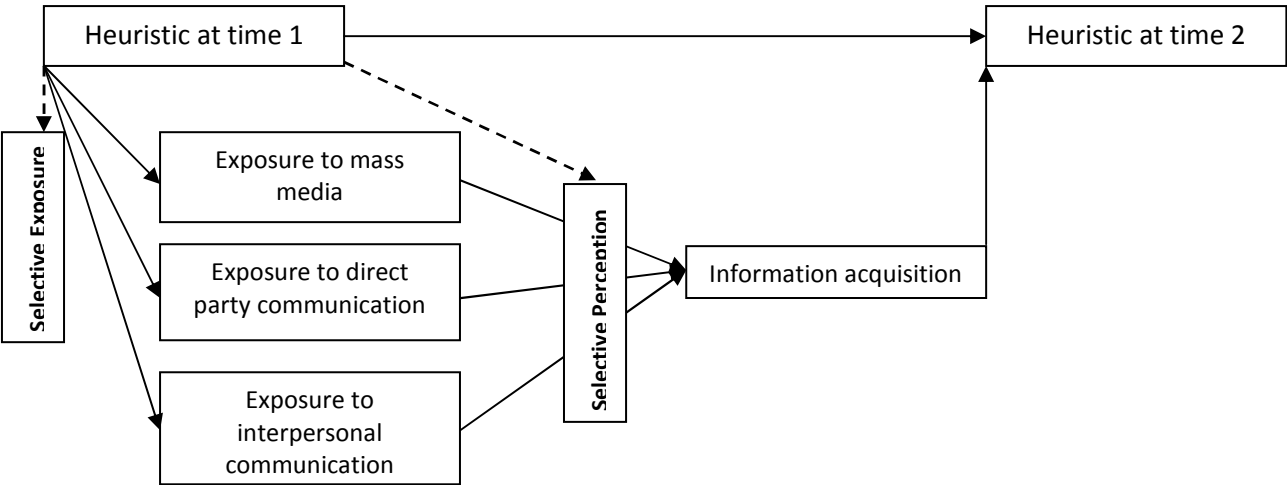 Heuristic at time 1
Heuristic at time 2
Selective Exposure
Exposure to mass
media
Exposure to direct
party communication
Exposure to
interpersonal
communication
Selective Perception
Information acquisition